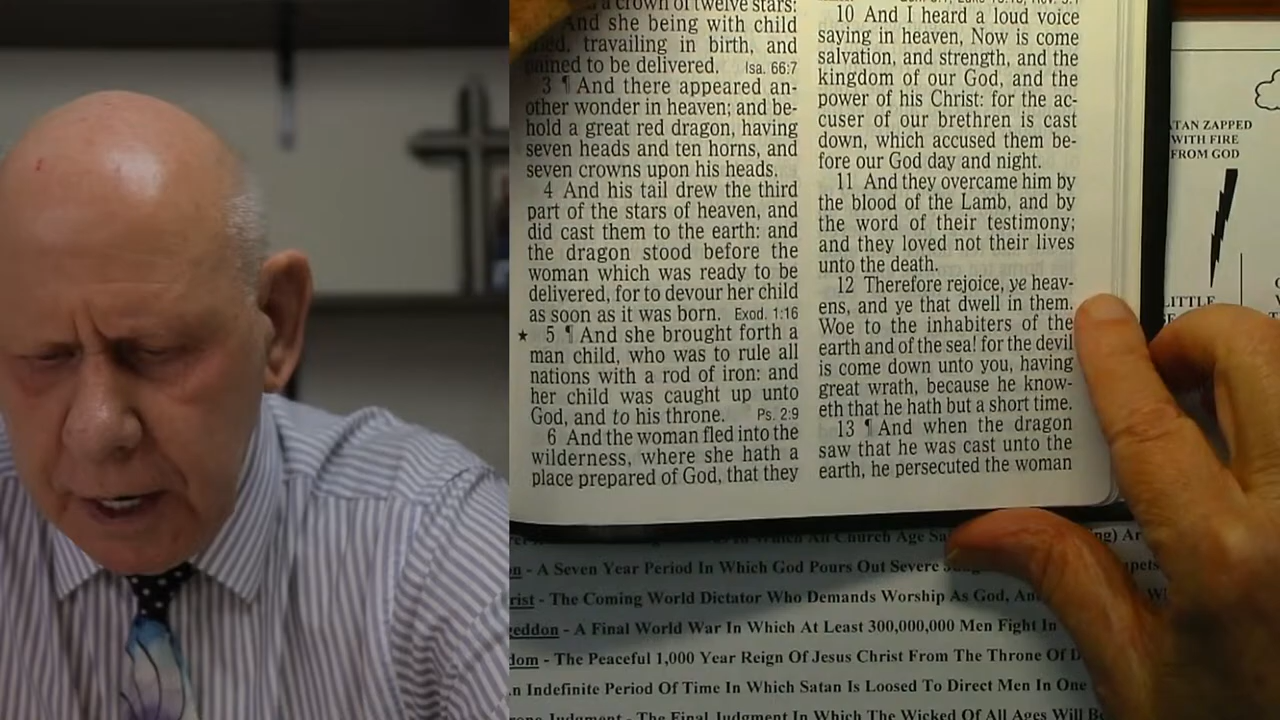 a crown of twelve stars:
And she being with child
travailing in birth, and
pained to be delivered. Isa. 66:7
3 ¶ And there appeared an-
other wonder in heaven; and be-
hold a great red dragon, having
seven heads and ten horns, and
seven crowns upon his heads.
4 And his tail drew the third
part of the stars of heaven, and
did cast them to the earth: and
the dragon stood before the
woman which was ready to be
delivered, for to devour her child
as soon as it was born. Exod. 1:16
★ 5 ¶ And she brought forth a
man child, who was to rule all
nations with a rod of iron: and
her child was caught up unto
God, and to his throne. Ps. 2:9
6 And the woman fled into the
wilderness, where she hath a
place prepared of God, that they
10 And I heard a loud voice
saying in heaven, Now is come
salvation, and strength, and the
kingdom of our God, and the
power of his Christ: for the ac-
cuser of our brethren is cast
down, which accused them be-
fore our God day and night.
11 And they overcame him by
the blood of the Lamb, and by
the word of their testimony;
and they loved not their lives
unto the death.
12 Therefore rejoice, ye heav-
ens, and ye that dwell in them.
Woe to the inhabiters of the
earth and of the sea! for the devil
is come down unto you, having
great wrath, because he know-
eth that he hath but a short time.
13 ¶ And when the dragon
saw that he was cast unto the
earth, he persecuted the woman
TAN ZAPPED
WITH FIRE
FROM GOD
LITTLE
In Which All Church Age
- A Seven Year Period In Which God Pours Out Severe
rist - The Coming World Dictator Who Demands Worship As God,
geddon - A Final World War In Which At Least 300,000,000 Men Fight In
dom - The Peaceful 1,000 Year Reign Of Jesus Christ From The Throne Of
n Indefinite Period Of Time In Which Satan Is Loosed To Direct Men In One
Judgment - The Final Judgment In Which The Wicked Of All Ages Will